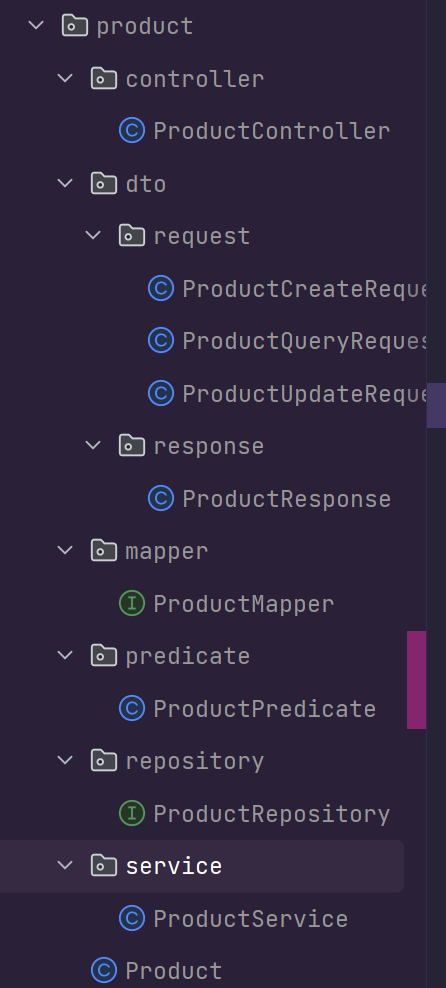 product
controller
ProductController
dto
request
ProductCreateReque
ProductQueryReques
ProductUpdateReque
response
ProductResponse
mapper
ProductMapper
predicate
ProductPredicate
repository
ProductRepository
service
ProductService
Product